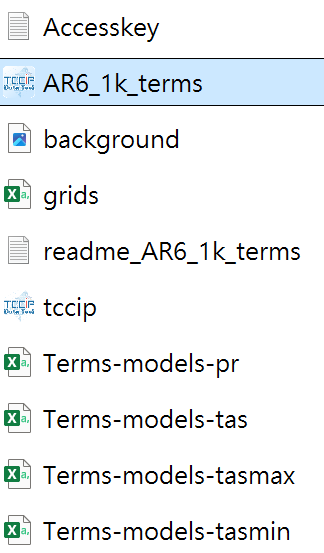 Accesskey
AR6_1k_terms
background
grids
readme_AR6_1k_terms
tccip
Terms-models-pr
Terms-models-tas
Terms-models-tasmax
Terms-models-tasmin